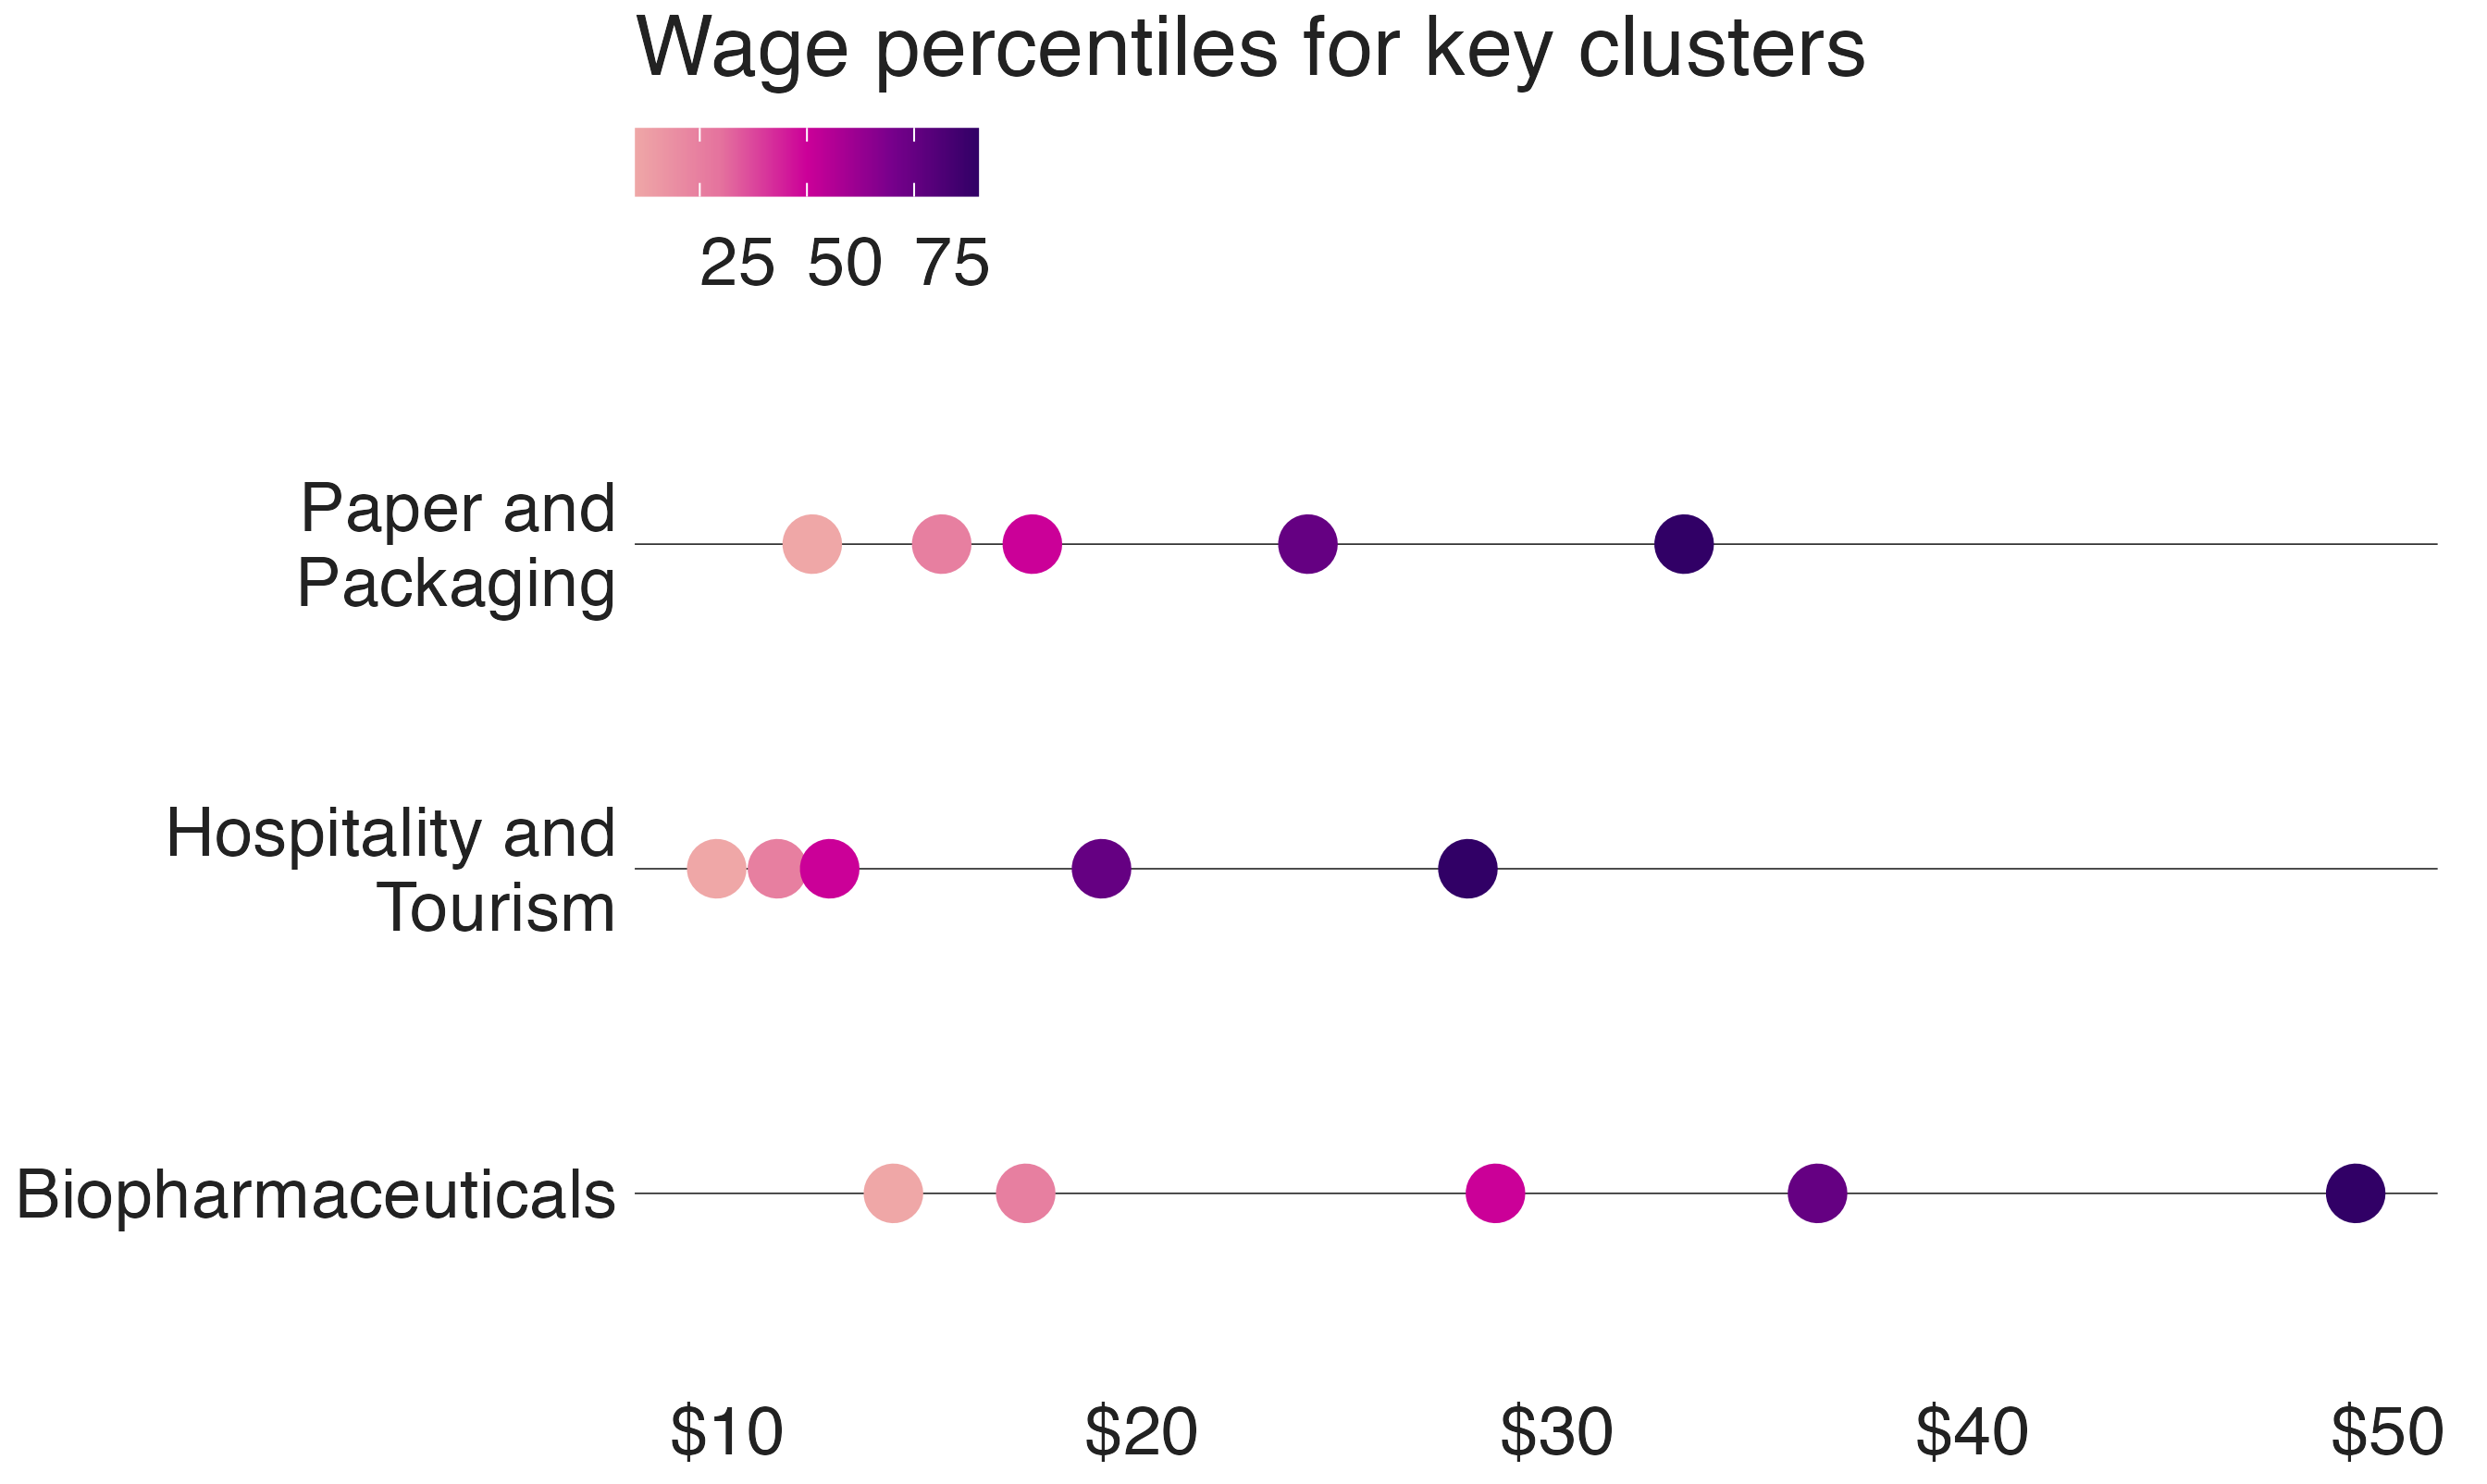 Wage percentiles for key clusters
25 50 75
Paper and
Packaging
Hospitality and
Tourism
Biopharmaceuticals
$10 $20 $30 $40 $50